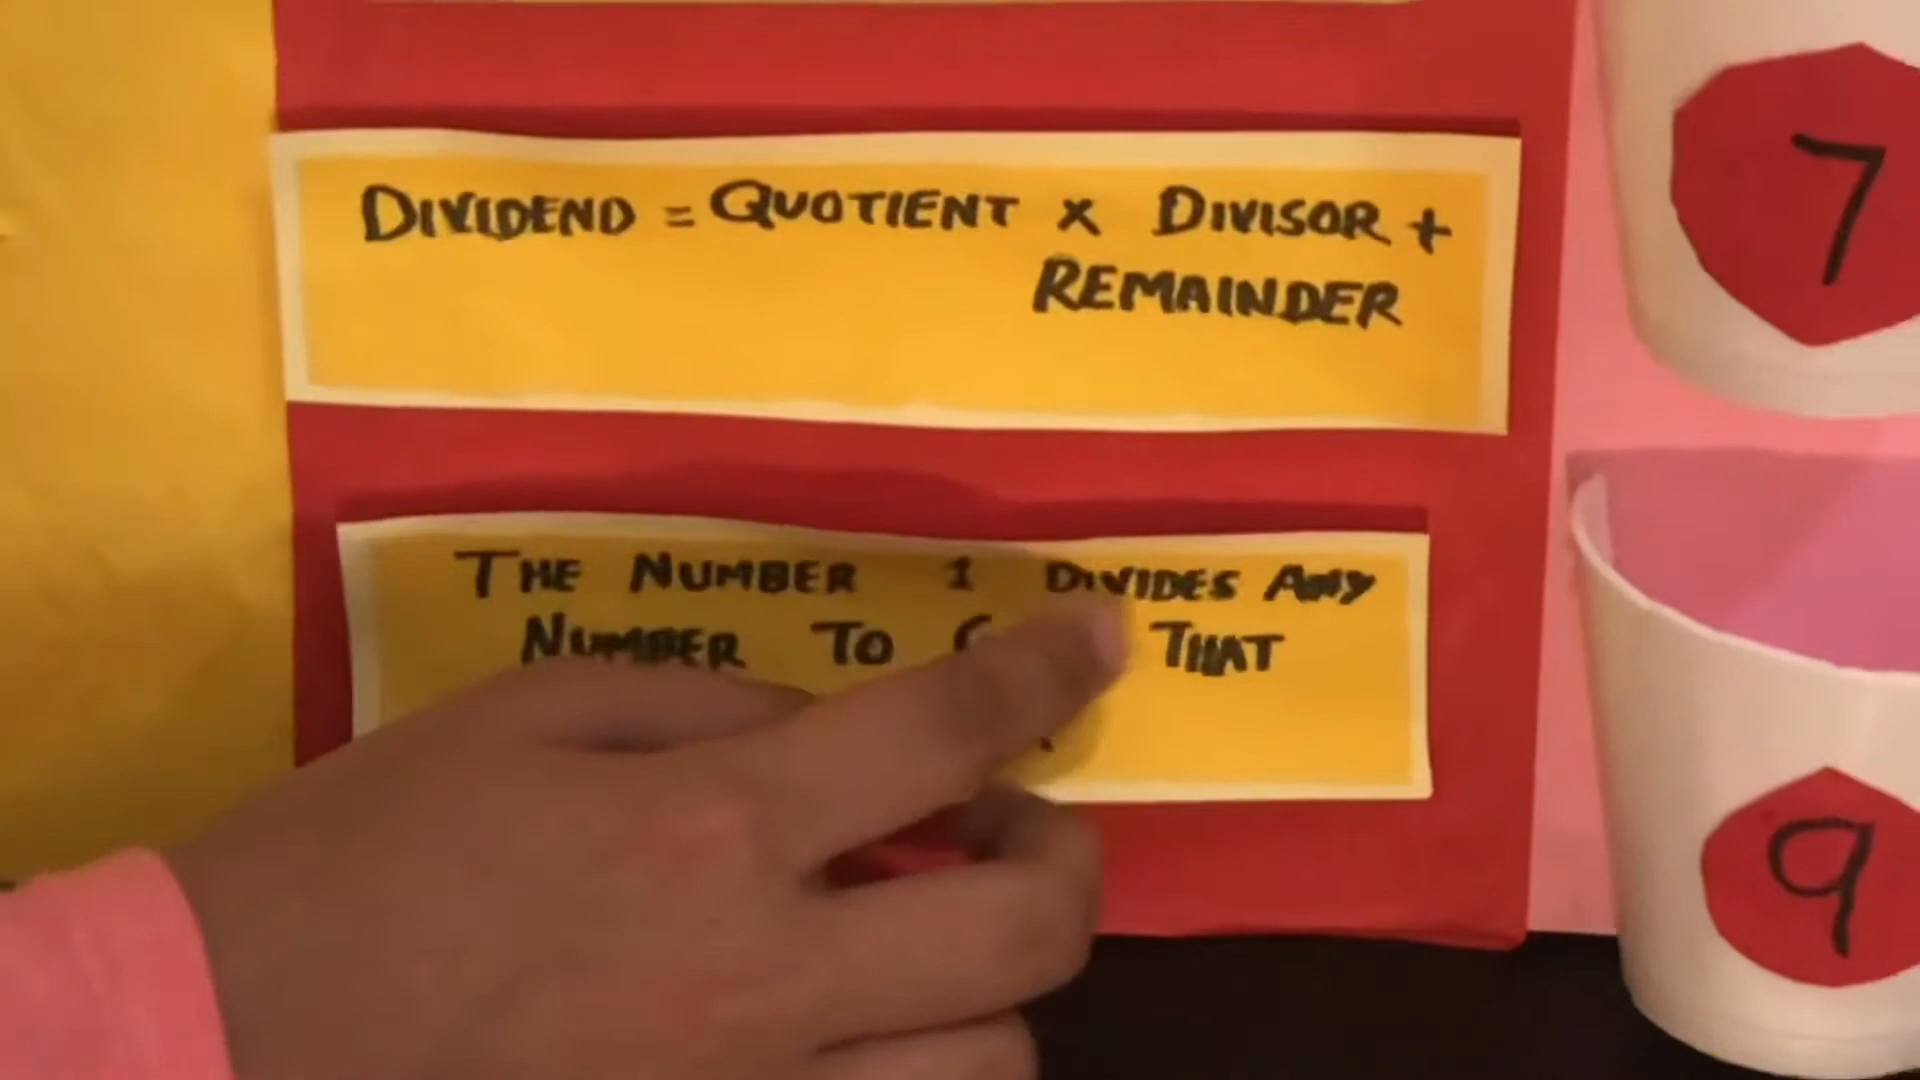 DIVIDEND = QUOTIENT x DIVISOR +
REMAINDER
THE NUMBER 1 DIVIDES ANY
NUMBER TO THAT
7
9